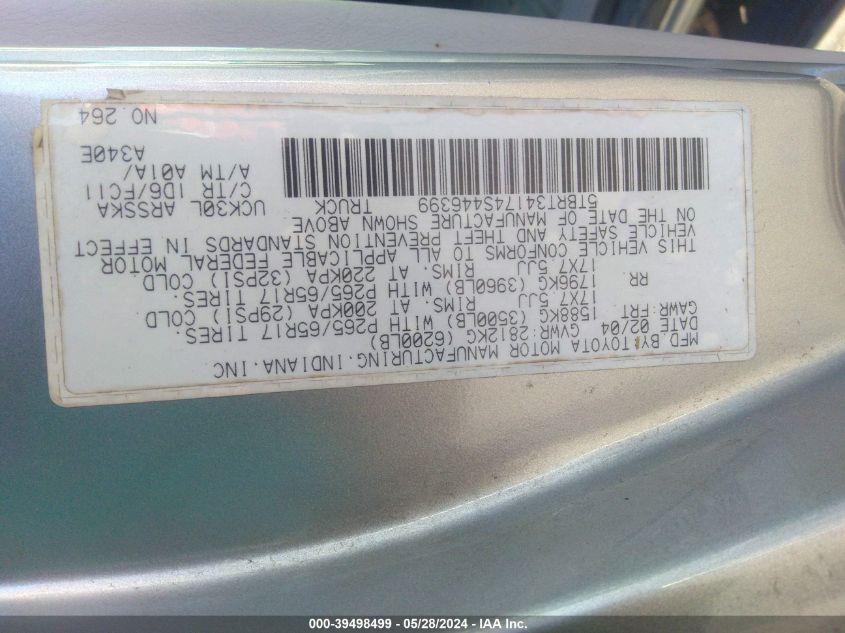 MFD.BY:TOYOTA MOTOR MANUFACTURING.INDIANA.INC
DATE 02/04 GVWR:2812KG (6200LB)
GAWR:FRT 1588KG (3500LB) WITH P265/65R17 TIRES.
17X7.5JJ RIMS. AT 200KPA (29PSI) COLD
RR 1796KG (3960LB) WITH P265/65R17 TIRES.
17X7.5JJ RIMS. AT 220KPA (32PSI) COLD
THIS VEHICLE CONFORMS TO ALL APPLICABLE FEDERAL MOTOR
VEHICLE SAFETY AND THEFT PREVENTION STANDARDS IN EFFECT
ON THE DATE OF MANUFACTURE SHOWN ABOVE
5TBRT34174S446399 TRUCK
UCK30L ARSSKA
C/TR 1D6/FC11
A/TM A01A/
A340E
NO.264
000-39498499 | 05/28/2024 - IAA Inc.